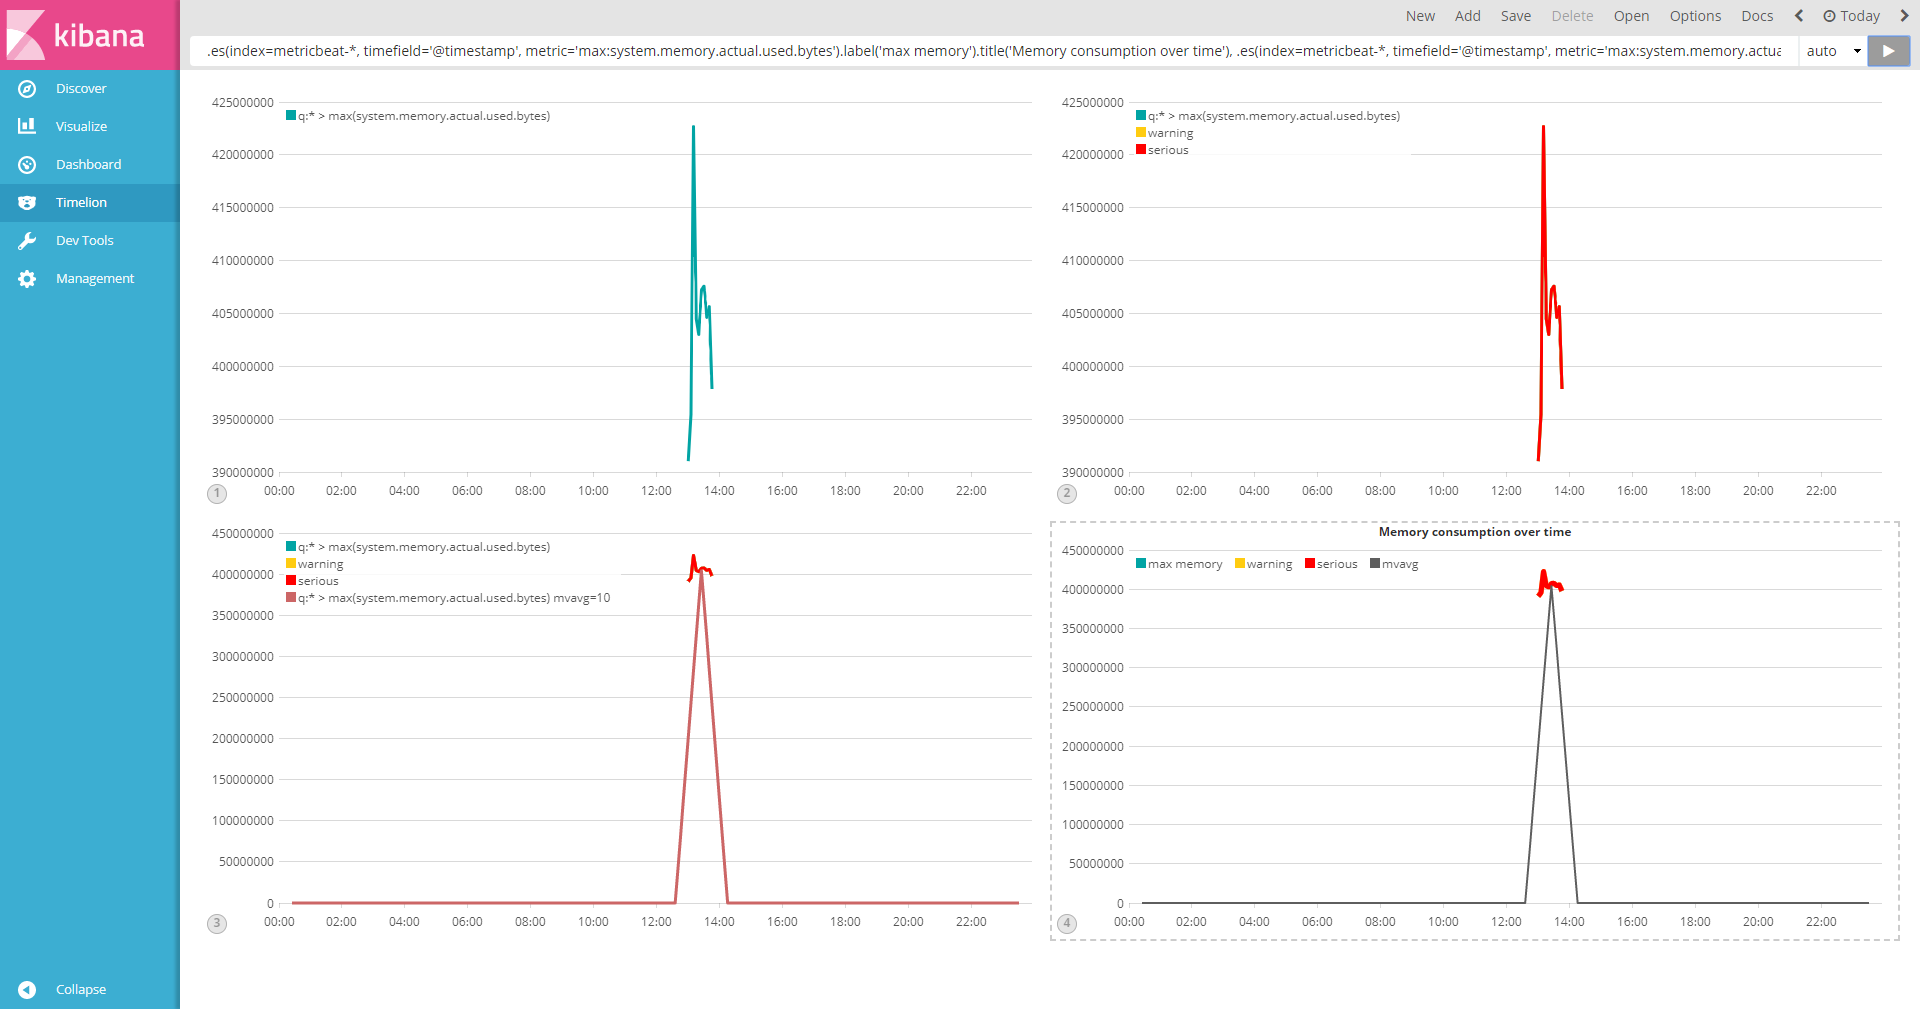 kibana
New Add Save Delete Open Options Docs Today
.es(index=metricbeat-*, timefield='@timestamp', metric='max:system.memory.actual.used.bytes').label('max memory').title('Memory consumption over time'), .es(index=metricbeat-*, timefield='@timestamp', metric='max:system.memory.actua
auto
Discover
Visualize
Dashboard
Timelion
Dev Tools
Management
Collapse
q:* > max(system.memory.actual.used.bytes)
425000000
420000000
415000000
410000000
405000000
400000000
395000000
390000000
00:00 02:00 04:00 06:00 08:00 10:00 12:00 14:00 16:00 18:00 20:00 22:00
1
q:* > max(system.memory.actual.used.bytes)
warning
serious
425000000
420000000
415000000
410000000
405000000
400000000
395000000
390000000
00:00 02:00 04:00 06:00 08:00 10:00 12:00 14:00 16:00 18:00 20:00 22:00
2
q:* > max(system.memory.actual.used.bytes)
warning
serious
q:* > max(system.memory.actual.used.bytes) mvavg=10
450000000
400000000
350000000
300000000
250000000
200000000
150000000
100000000
50000000
0
00:00 02:00 04:00 06:00 08:00 10:00 12:00 14:00 16:00 18:00 20:00 22:00
3
Memory consumption over time
max memory warning serious mvavg
450000000
400000000
350000000
300000000
250000000
200000000
150000000
100000000
50000000
0
00:00 02:00 04:00 06:00 08:00 10:00 12:00 14:00 16:00 18:00 20:00 22:00
4